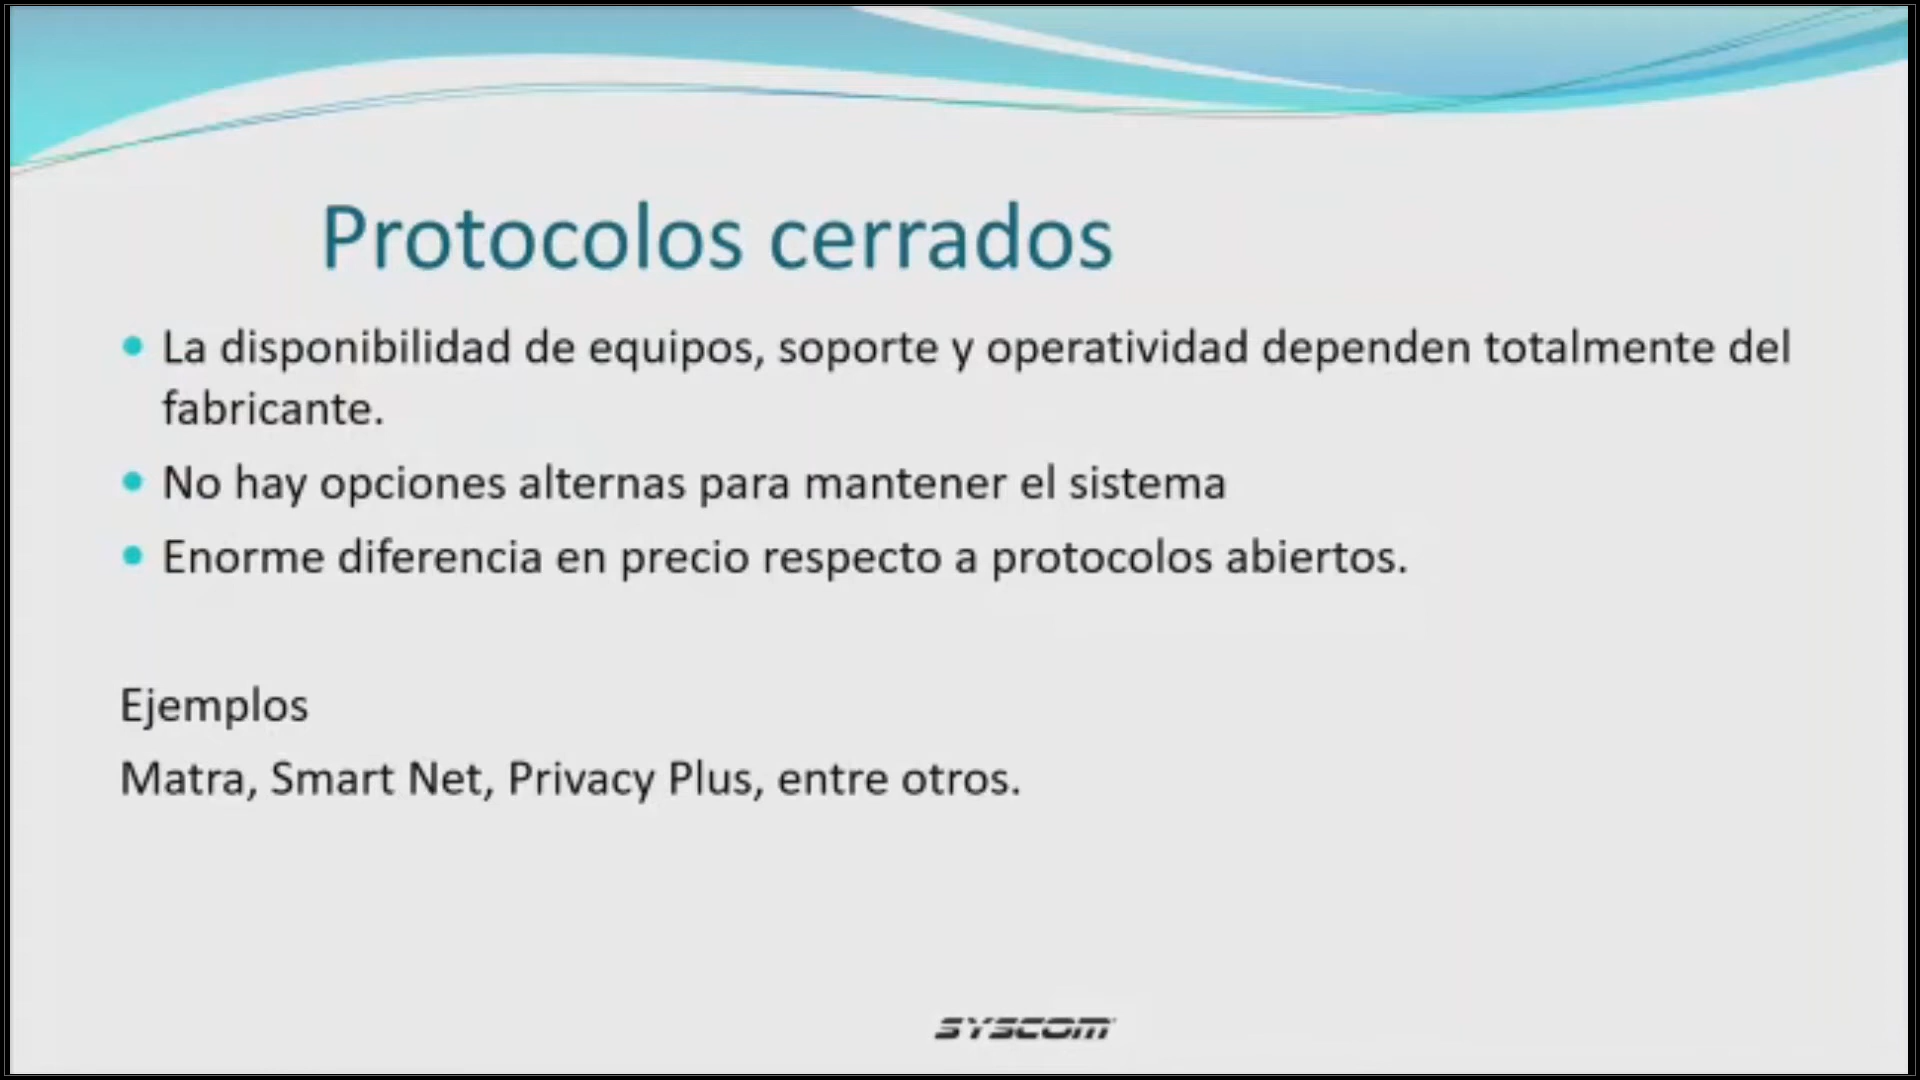 Protocolos cerrados
La disponibilidad de equipos, soporte y operatividad dependen totalmente del
fabricante.
No hay opciones alternas para mantener el sistema
Enorme diferencia en precio respecto a protocolos abiertos.
Ejemplos
Matra, Smart Net, Privacy Plus, entre otros.
SYSCOM